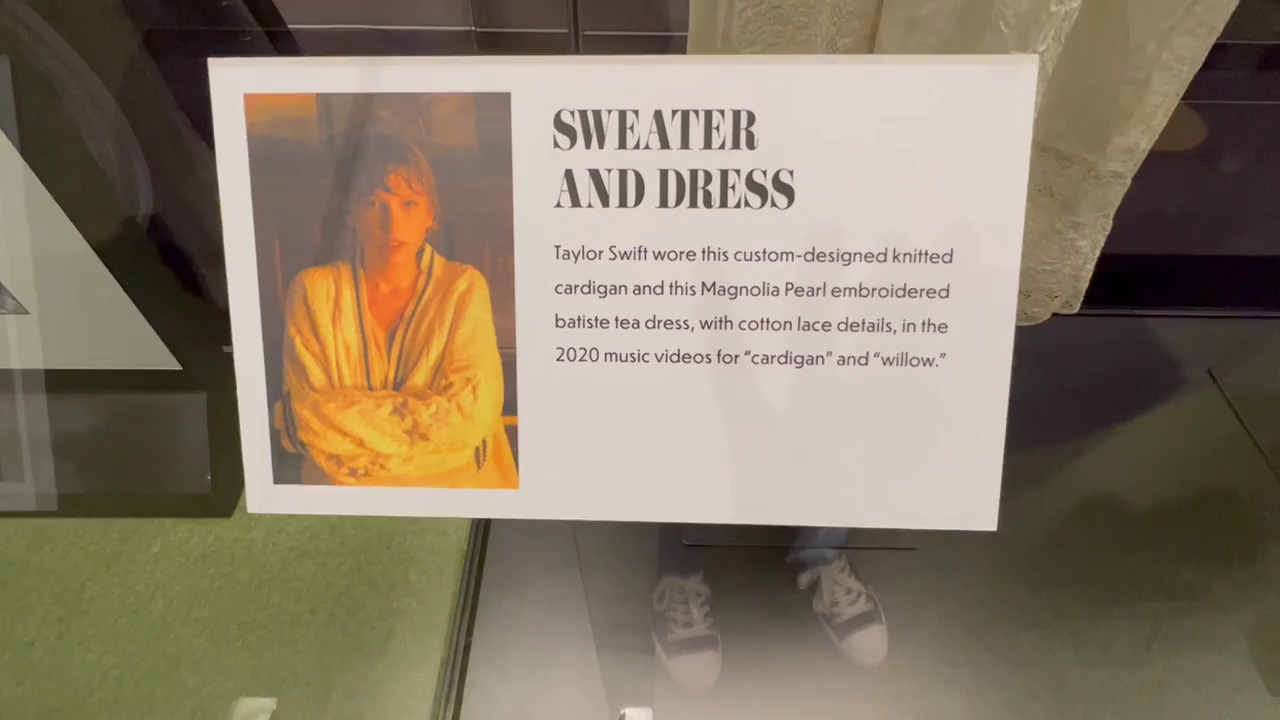 SWEATER
AND DRESS
Taylor Swift wore this custom-designed knitted
cardigan and this Magnolia Pearl embroidered
batiste tea dress, with cotton lace details, in the
2020 music videos for “cardigan” and “willow.”